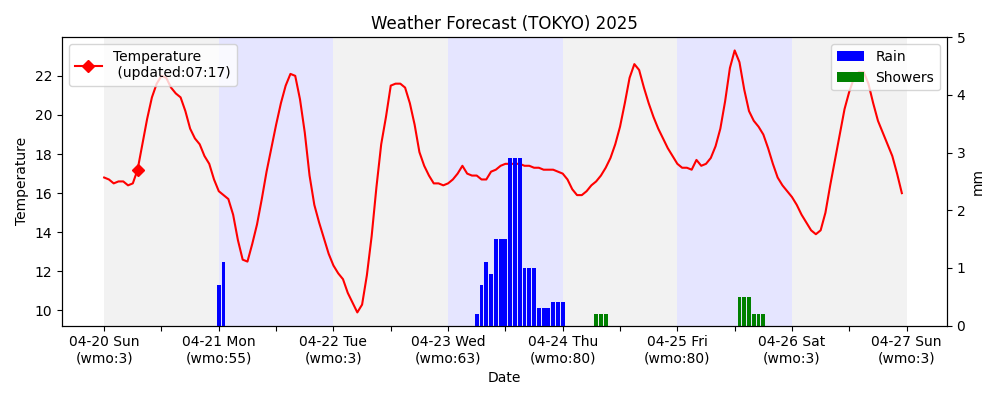 Weather Forecast (TOKYO) 2025
Temperature
(updated:07:17)
Rain
Showers
Temperature
22
20
18
16
14
12
10
5
4
3
2
1
0
mm
04-20 Sun
(wmo:3)
04-21 Mon
(wmo:55)
04-22 Tue
(wmo:3)
04-23 Wed
(wmo:63)
04-24 Thu
(wmo:80)
04-25 Fri
(wmo:80)
04-26 Sat
(wmo:3)
04-27 Sun
(wmo:3)
Date